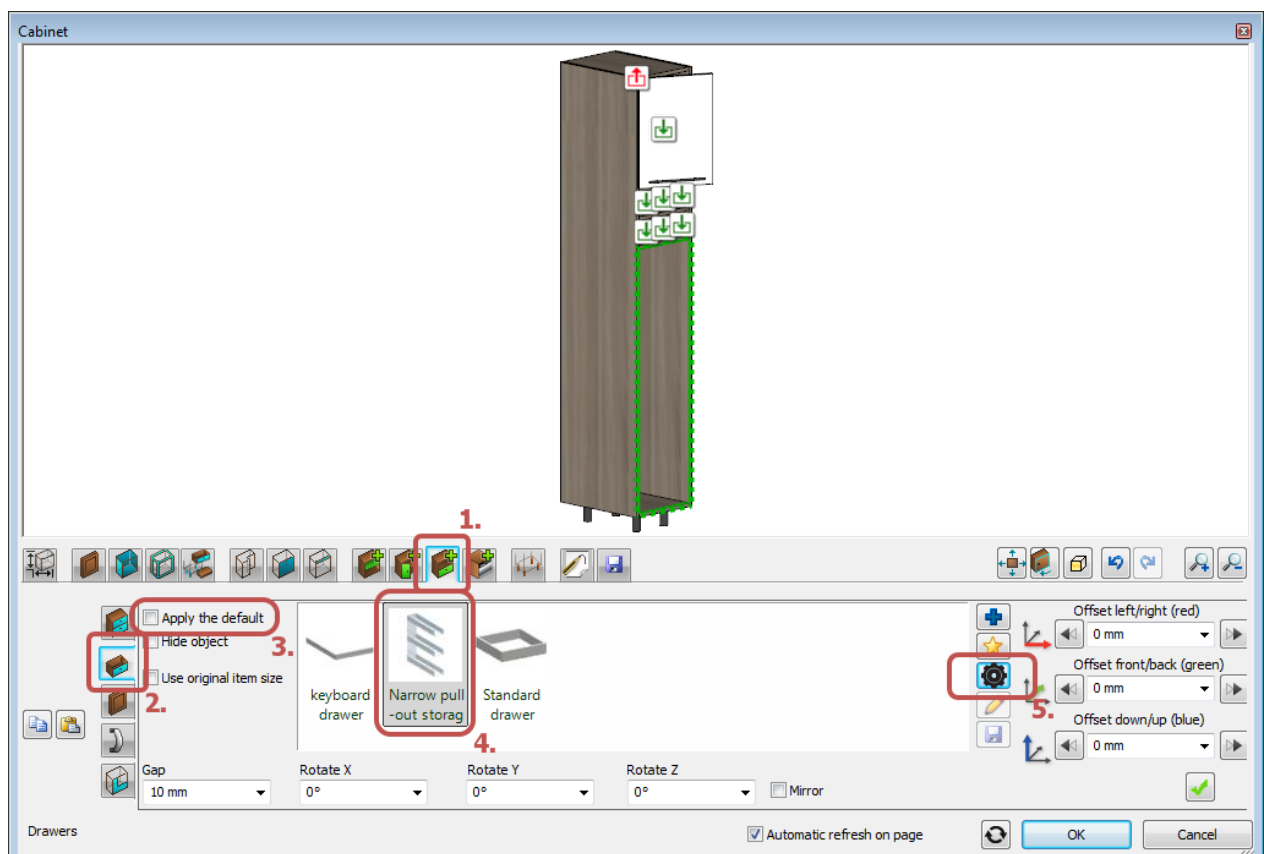 Cabinet
1.
Apply the default
Hide object
3.
Use original item size
2.
keyboard
drawer
Narrow pull
-out storag
Standard
drawer
4.
5.
Offset left/right (red)
0 mm
Offset front/back (green)
0 mm
Offset down/up (blue)
0 mm
Gap
10 mm
Rotate X
0°
Rotate Y
0°
Rotate Z
0°
Mirror
Drawers
Automatic refresh on page
OK
Cancel